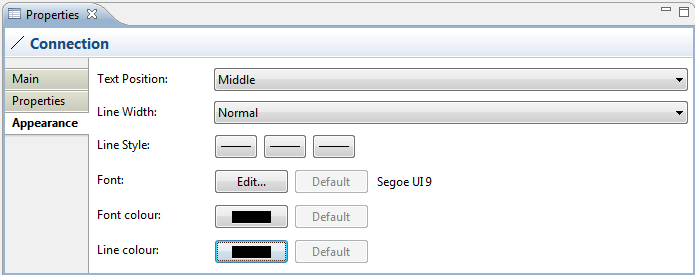 Properties
Connection
Main
Properties
Appearance
Text Position: Middle
Line Width: Normal
Line Style:
Font: Edit... Default Segoe UI 9
Font colour: Default
Line colour: Default